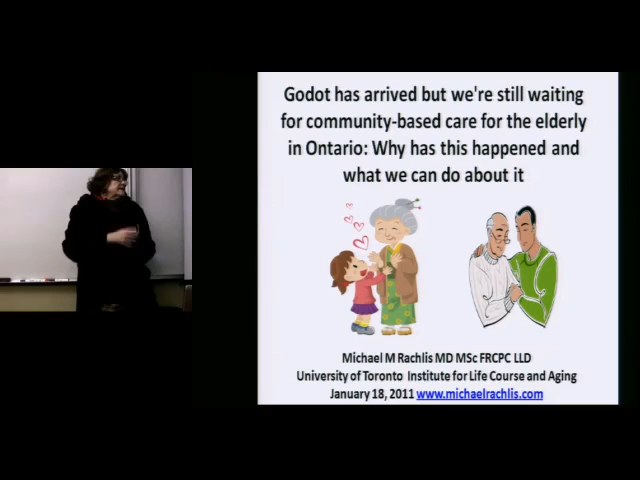 Godot has arrived but we're still waiting
for community-based care for the elderly
in Ontario: Why has this happened and
what we can do about it
Michael M Rachlis MD MSc FRCPC LLD
University of Toronto Institute for Life Course and Aging
January 18, 2011 www.michaelrachlis.com